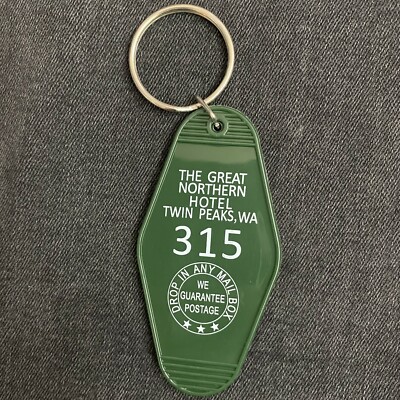 THE GREAT
NORTHERN
HOTEL
TWIN PEAKS,WA
315
DROP IN ANY MAIL BOX
WE
GUARANTEE
POSTAGE